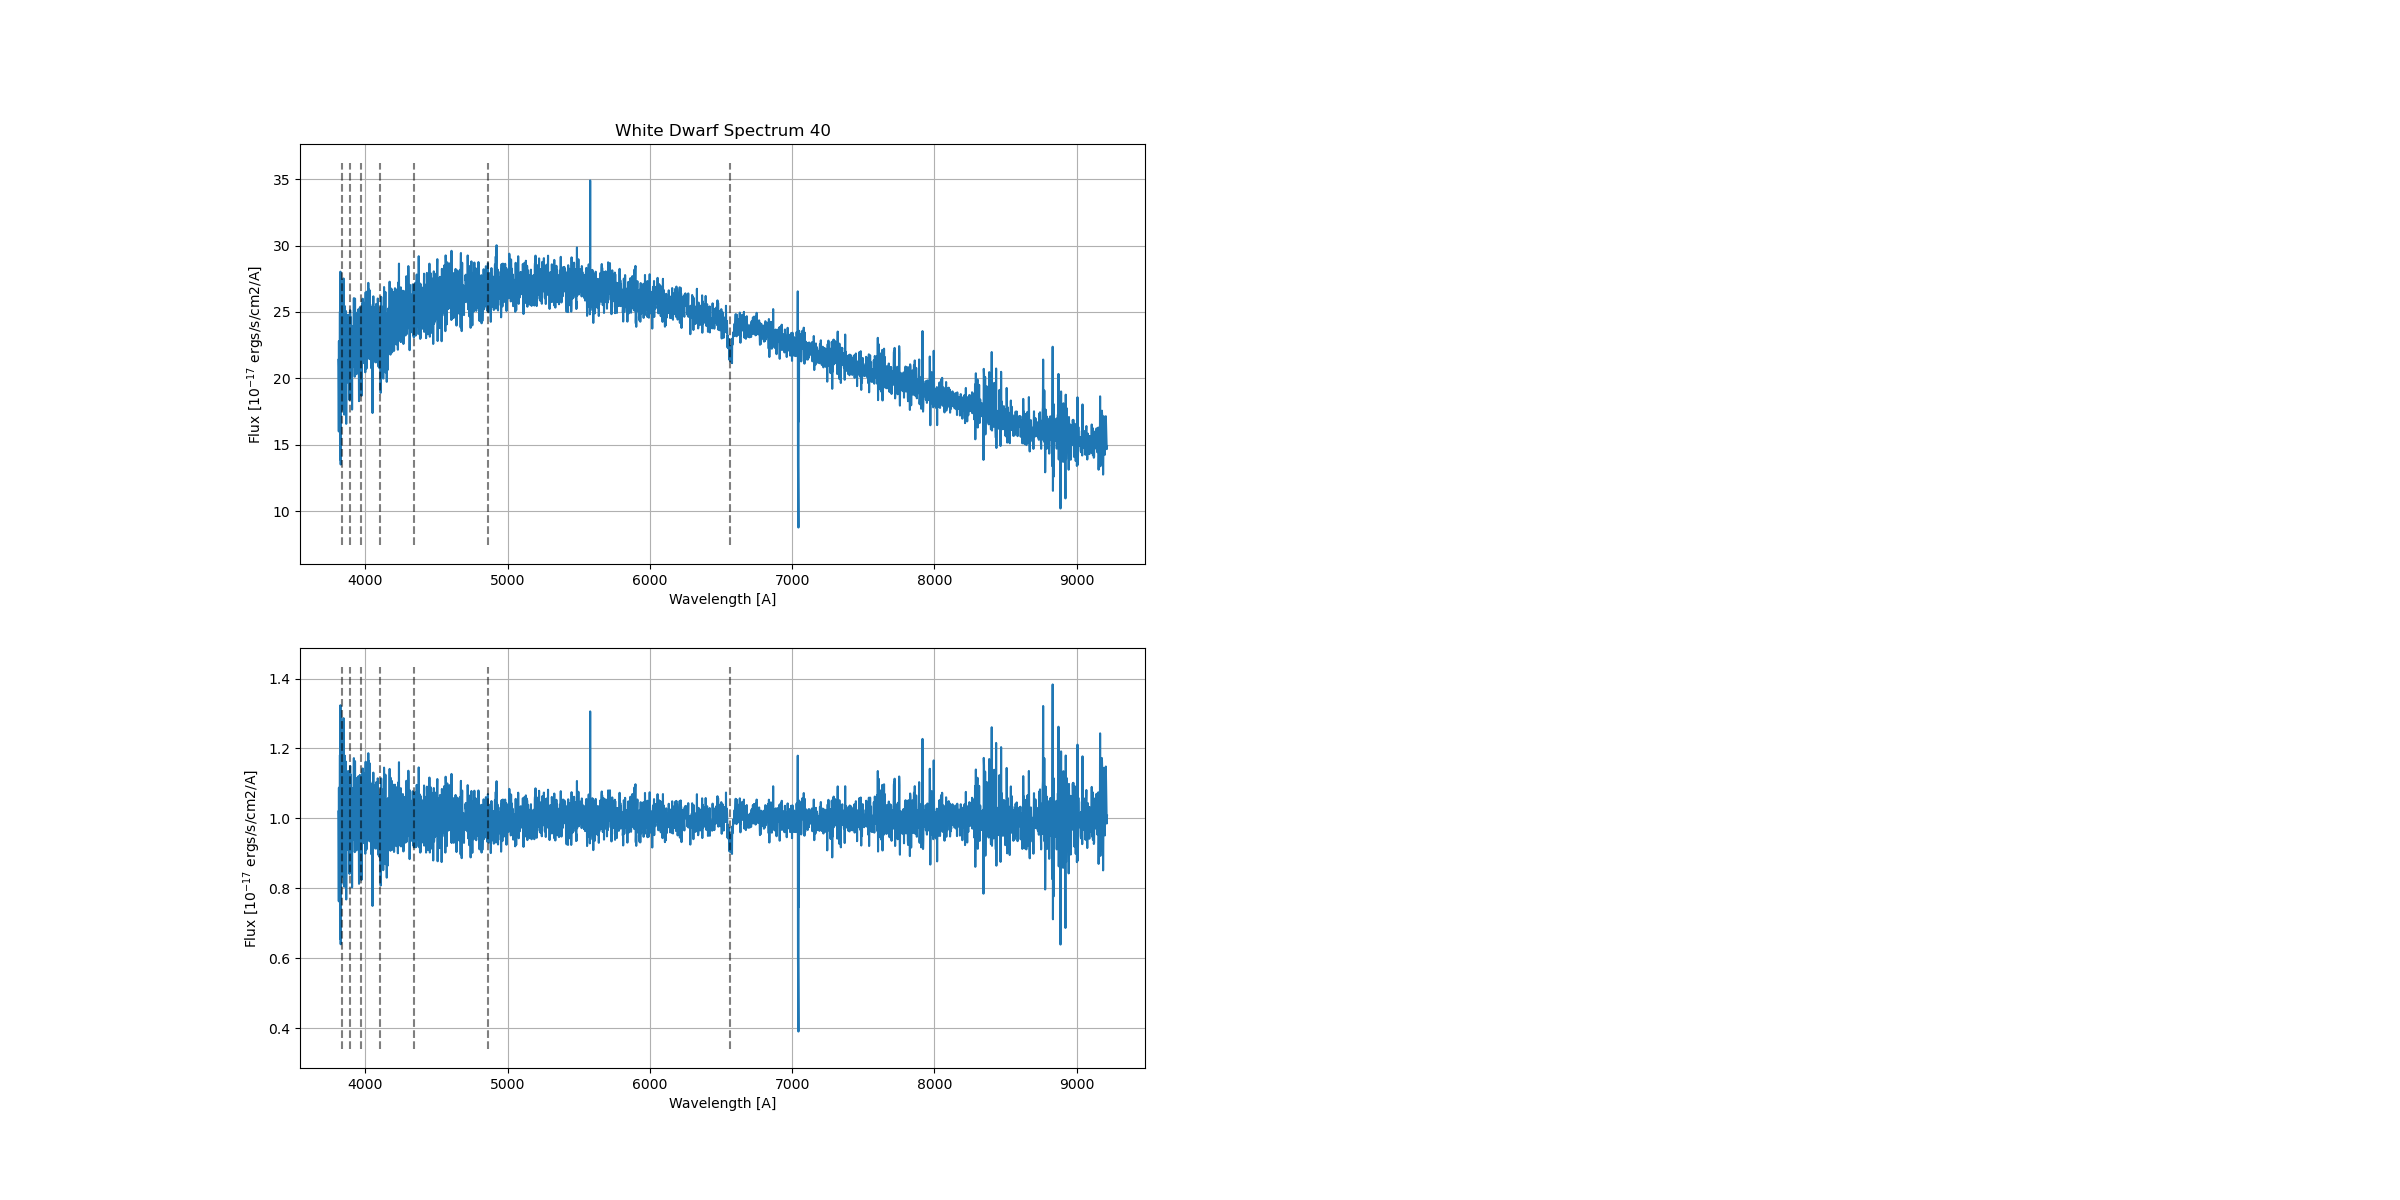 White Dwarf Spectrum 40
35
30
25
20
15
10
Flux [10⁻¹⁷ ergs/s/cm2/A]
4000 5000 6000 7000 8000 9000
Wavelength [A]
1.4
1.2
1.0
0.8
0.6
0.4
Flux [10⁻¹⁷ ergs/s/cm2/A]
4000 5000 6000 7000 8000 9000
Wavelength [A]